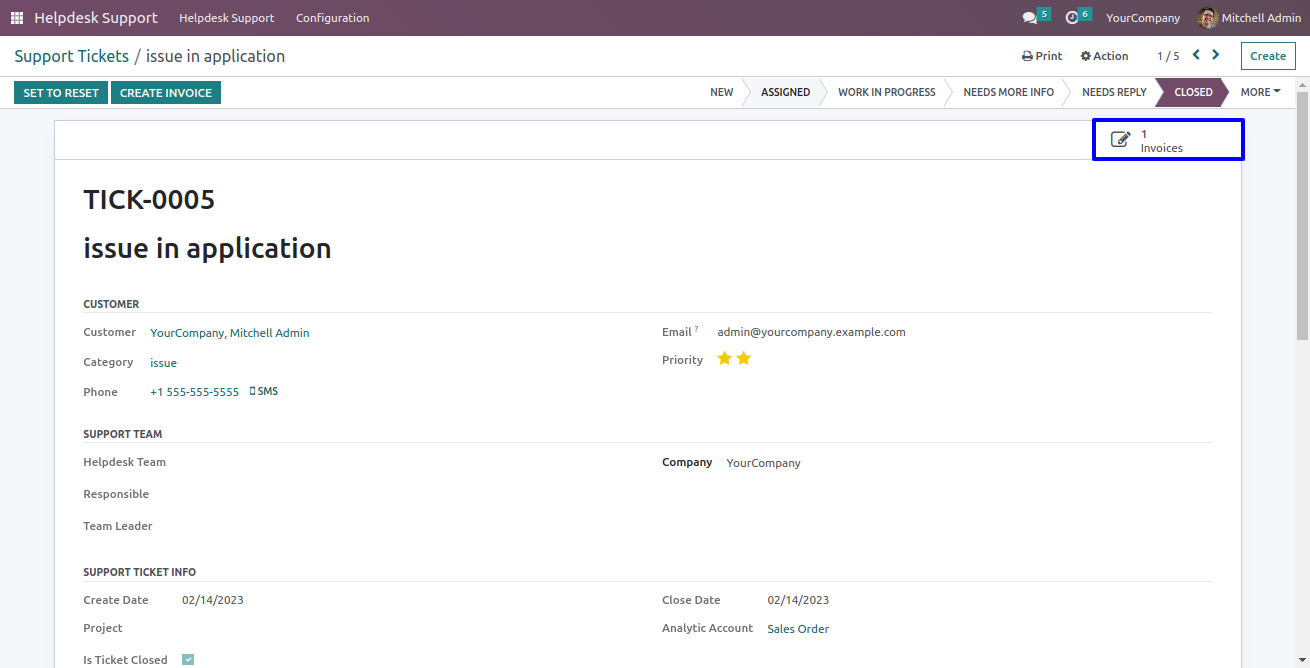 Helpdesk Support Helpdesk Support Configuration 5 6 YourCompany Mitchell Admin
Support Tickets / issue in application Print Action 1 / 5 Create
SET TO RESET CREATE INVOICE NEW ASSIGNED WORK IN PROGRESS NEEDS MORE INFO NEEDS REPLY CLOSED MORE
1
Invoices
TICK-0005
issue in application
CUSTOMER
Customer YourCompany, Mitchell Admin Email ? admin@yourcompany.example.com
Category issue Priority
Phone +1 555-555-5555 SMS
SUPPORT TEAM
Helpdesk Team Company YourCompany
Responsible
Team Leader
SUPPORT TICKET INFO
Create Date 02/14/2023 Close Date 02/14/2023
Project Analytic Account Sales Order
Is Ticket Closed